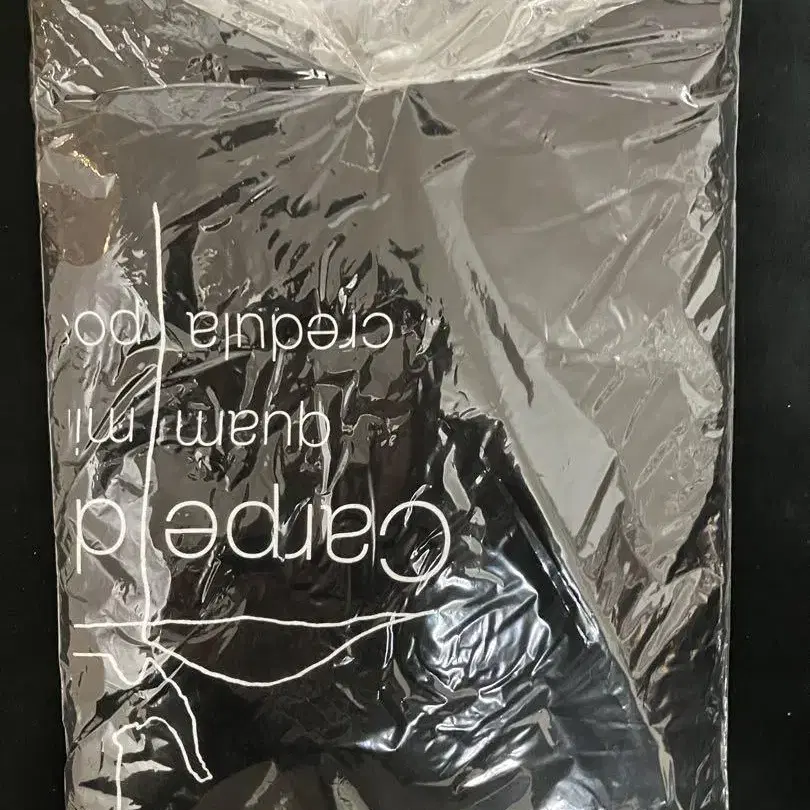 Carpe d
quam mi
credula po